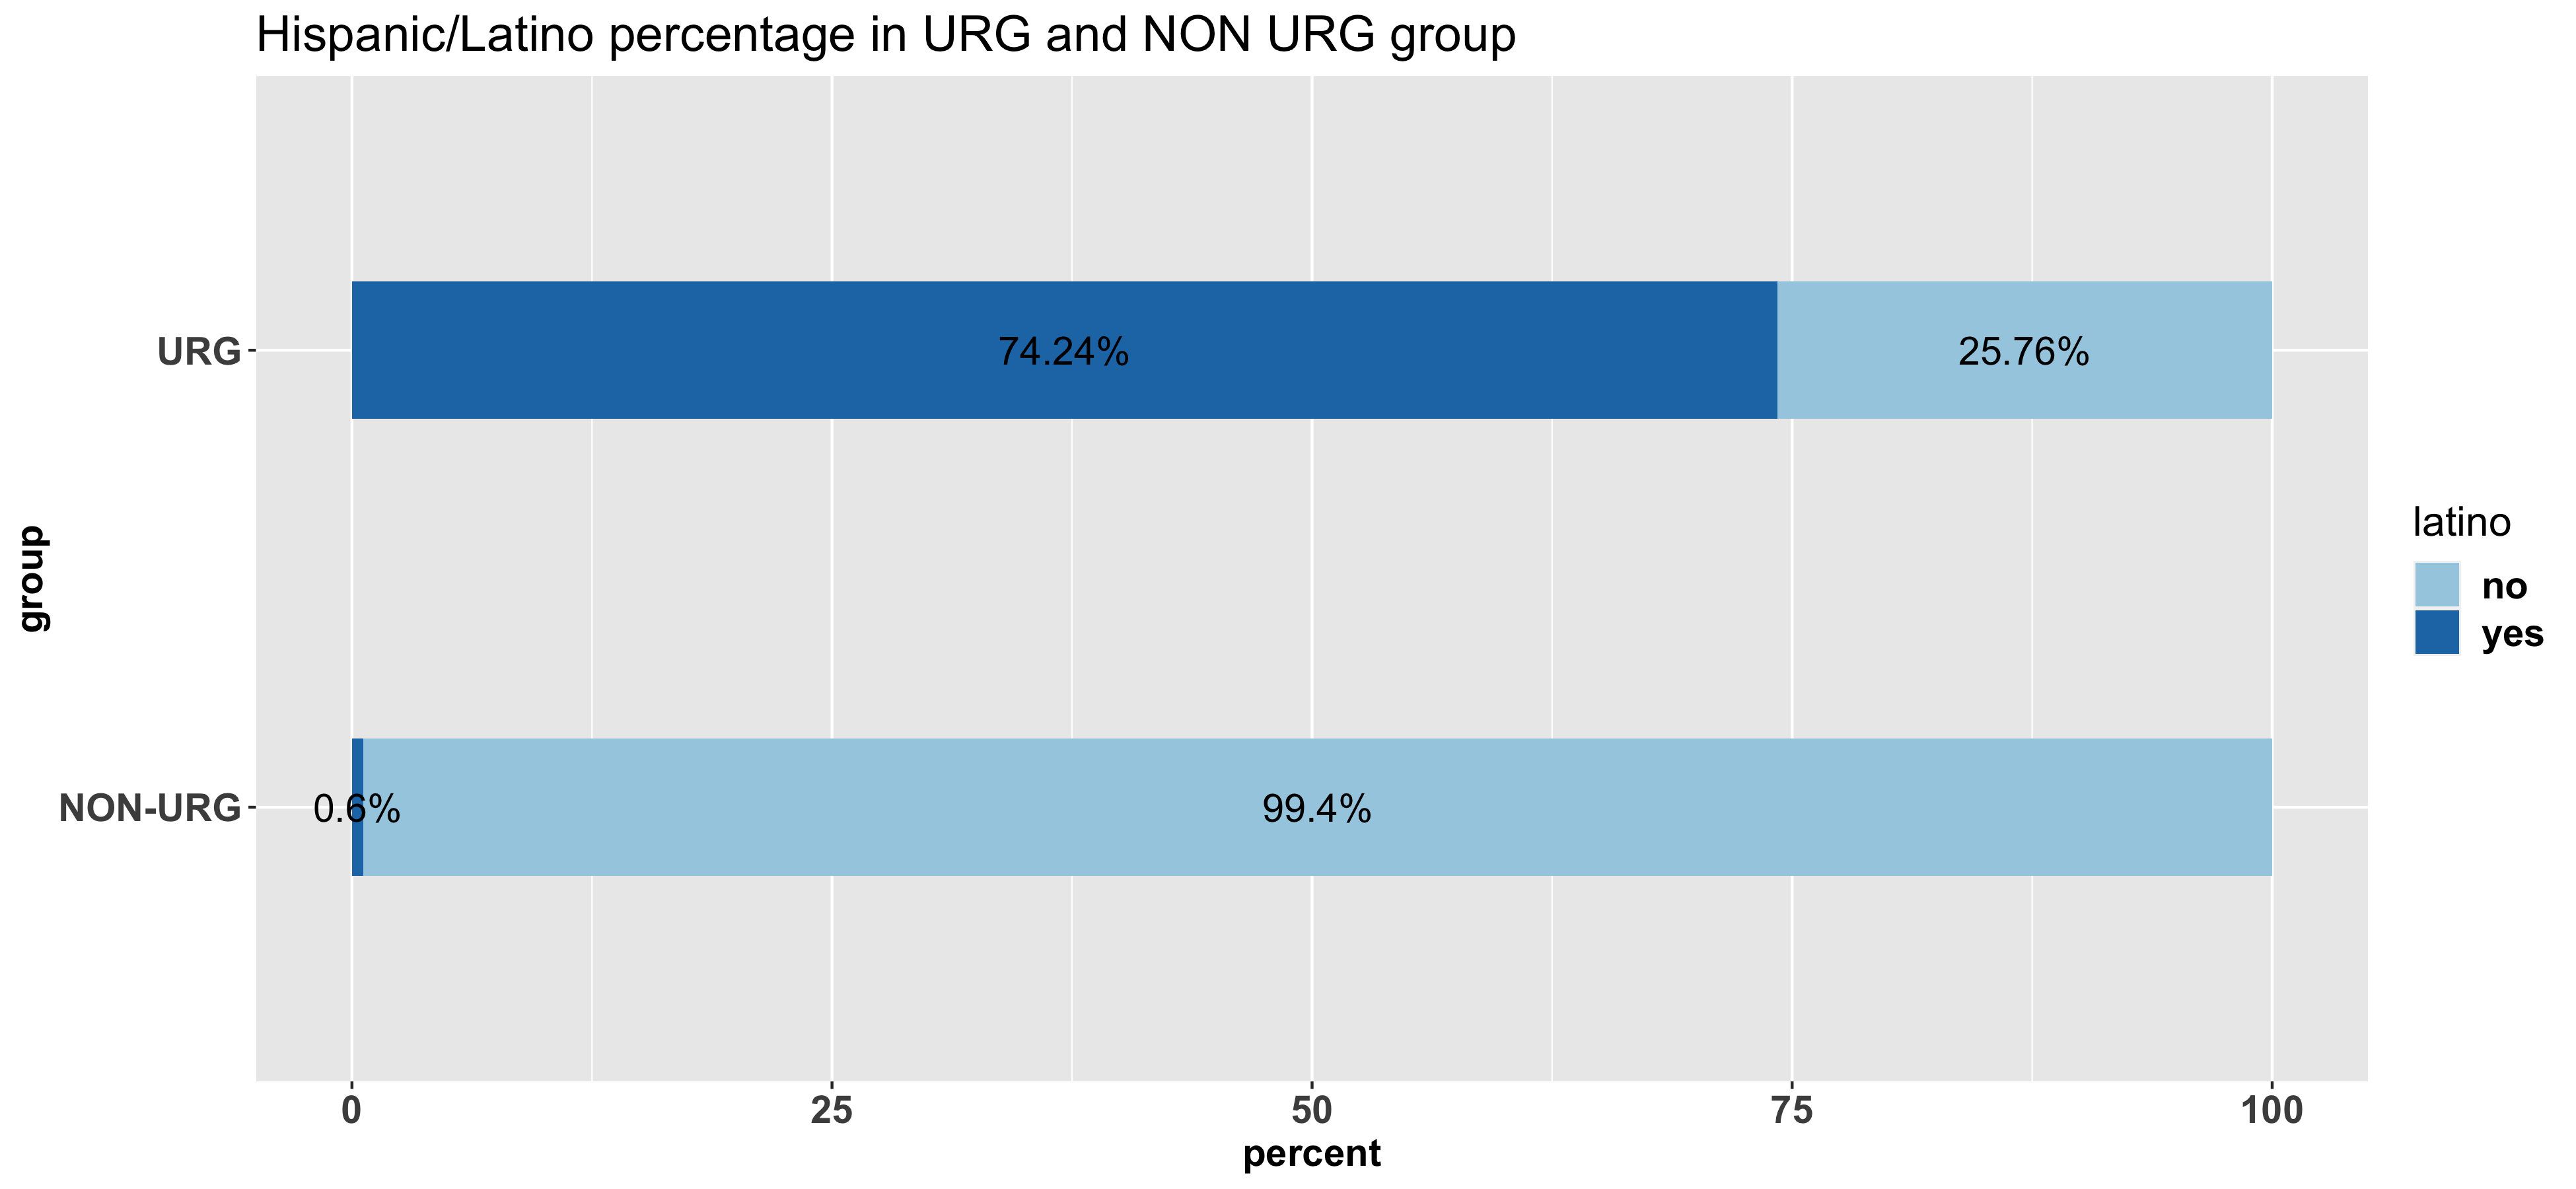 Hispanic/Latino percentage in URG and NON URG group
URG
74.24%
25.76%
group
NON-URG
0.6%
99.4%
0
25
50
75
100
percent
latino
no
yes